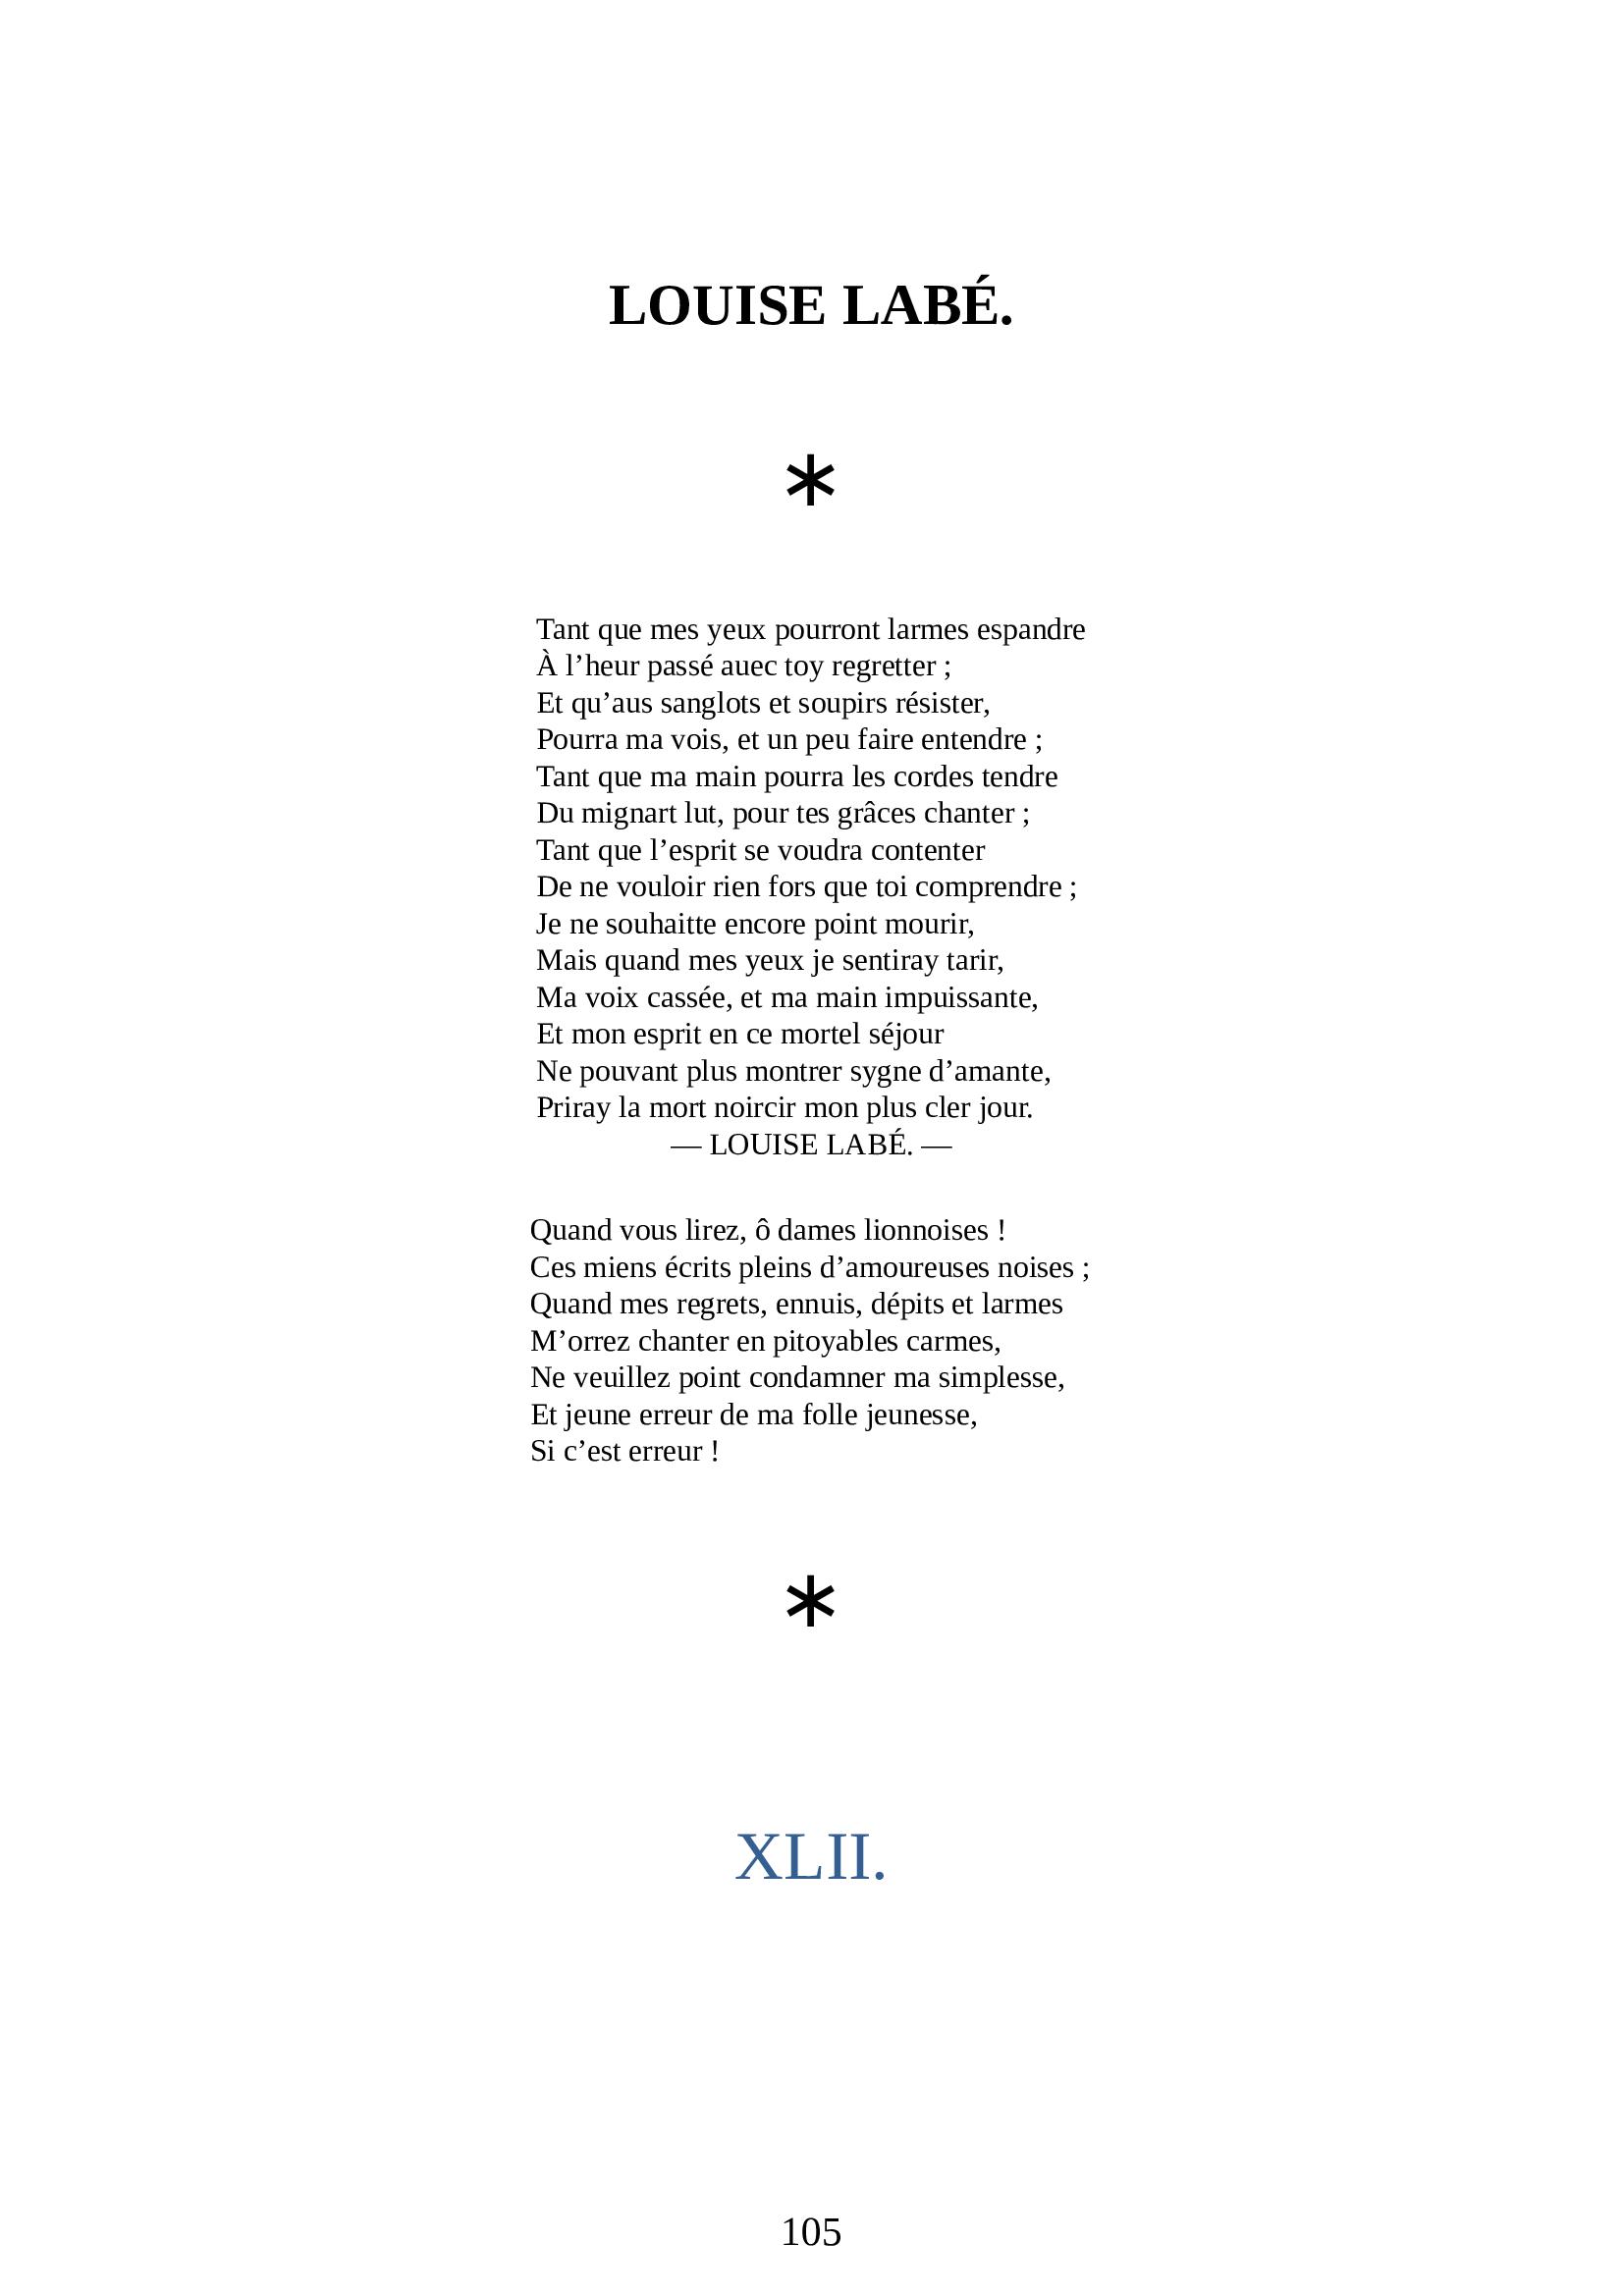 LOUISE LABÉ.
*
Tant que mes yeux pourront larmes espandre
À l’heur passé auec toy regretter ;
Et qu’aus sanglots et soupirs résister,
Pourra ma vois, et un peu faire entendre ;
Tant que ma main pourra les cordes tendre
Du mignart lut, pour tes grâces chanter ;
Tant que l’esprit se voudra contenter
De ne vouloir rien fors que toi comprendre ;
Je ne souhaitte encore point mourir,
Mais quand mes yeux je sentiray tarir,
Ma voix cassée, et ma main impuissante,
Et mon esprit en ce mortel séjour
Ne pouvant plus montrer sygne d’amante,
Priray la mort noircir mon plus cler jour.
— LOUISE LABÉ. —
Quand vous lirez, ô dames lionnoises !
Ces miens écrits pleins d’amoureuses noises ;
Quand mes regrets, ennuis, dépits et larmes
M’orrez chanter en pitoyables carmes,
Ne veuillez point condamner ma simplesse,
Et jeune erreur de ma folle jeunesse,
Si c’est erreur !
*
XLII.
105